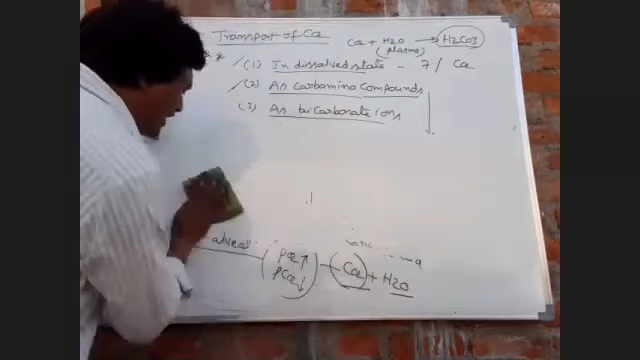 Transport of Co2
Co2 + H2O → H2CO3
(plasma)
* (1) In dissolved state - 7 % Co2
(2) As carbamino compounds
(3) As bicarbonate ions
pO2 ↑
pCo2 ↓
Co2 + H2O